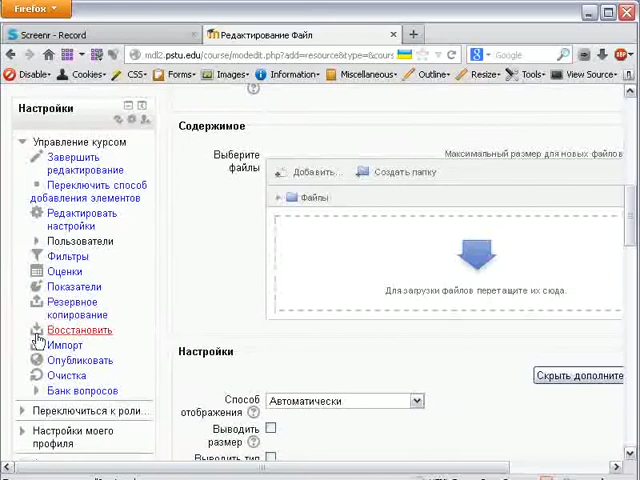 Firefox
Screenr - Record
Редактирование Файл
mdl2.pstu.edu/course/modedit.php?add=resource&type=&cours
Google
Disable
Cookies
CSS
Forms
Images
Information
Miscellaneous
Outline
Resize
Tools
View Source
Настройки
Управление курсом
Завершить
редактирование
Переключить способ
добавления элементов
Редактировать
настройки
Пользователи
Фильтры
Оценки
Показатели
Резервное
копирование
Восстановить
Импорт
Опубликовать
Очистка
Банк вопросов
Переключиться к роли...
Настройки моего
профиля
Содержимое
Выберите
файлы
Максимальный размер для новых файлов
Добавить...
Создать папку
Файлы
Для загрузки файлов перетащите их сюда.
Настройки
Скрыть дополните
Способ
отображения
Автоматически
Выводить
размер
Выводить тип